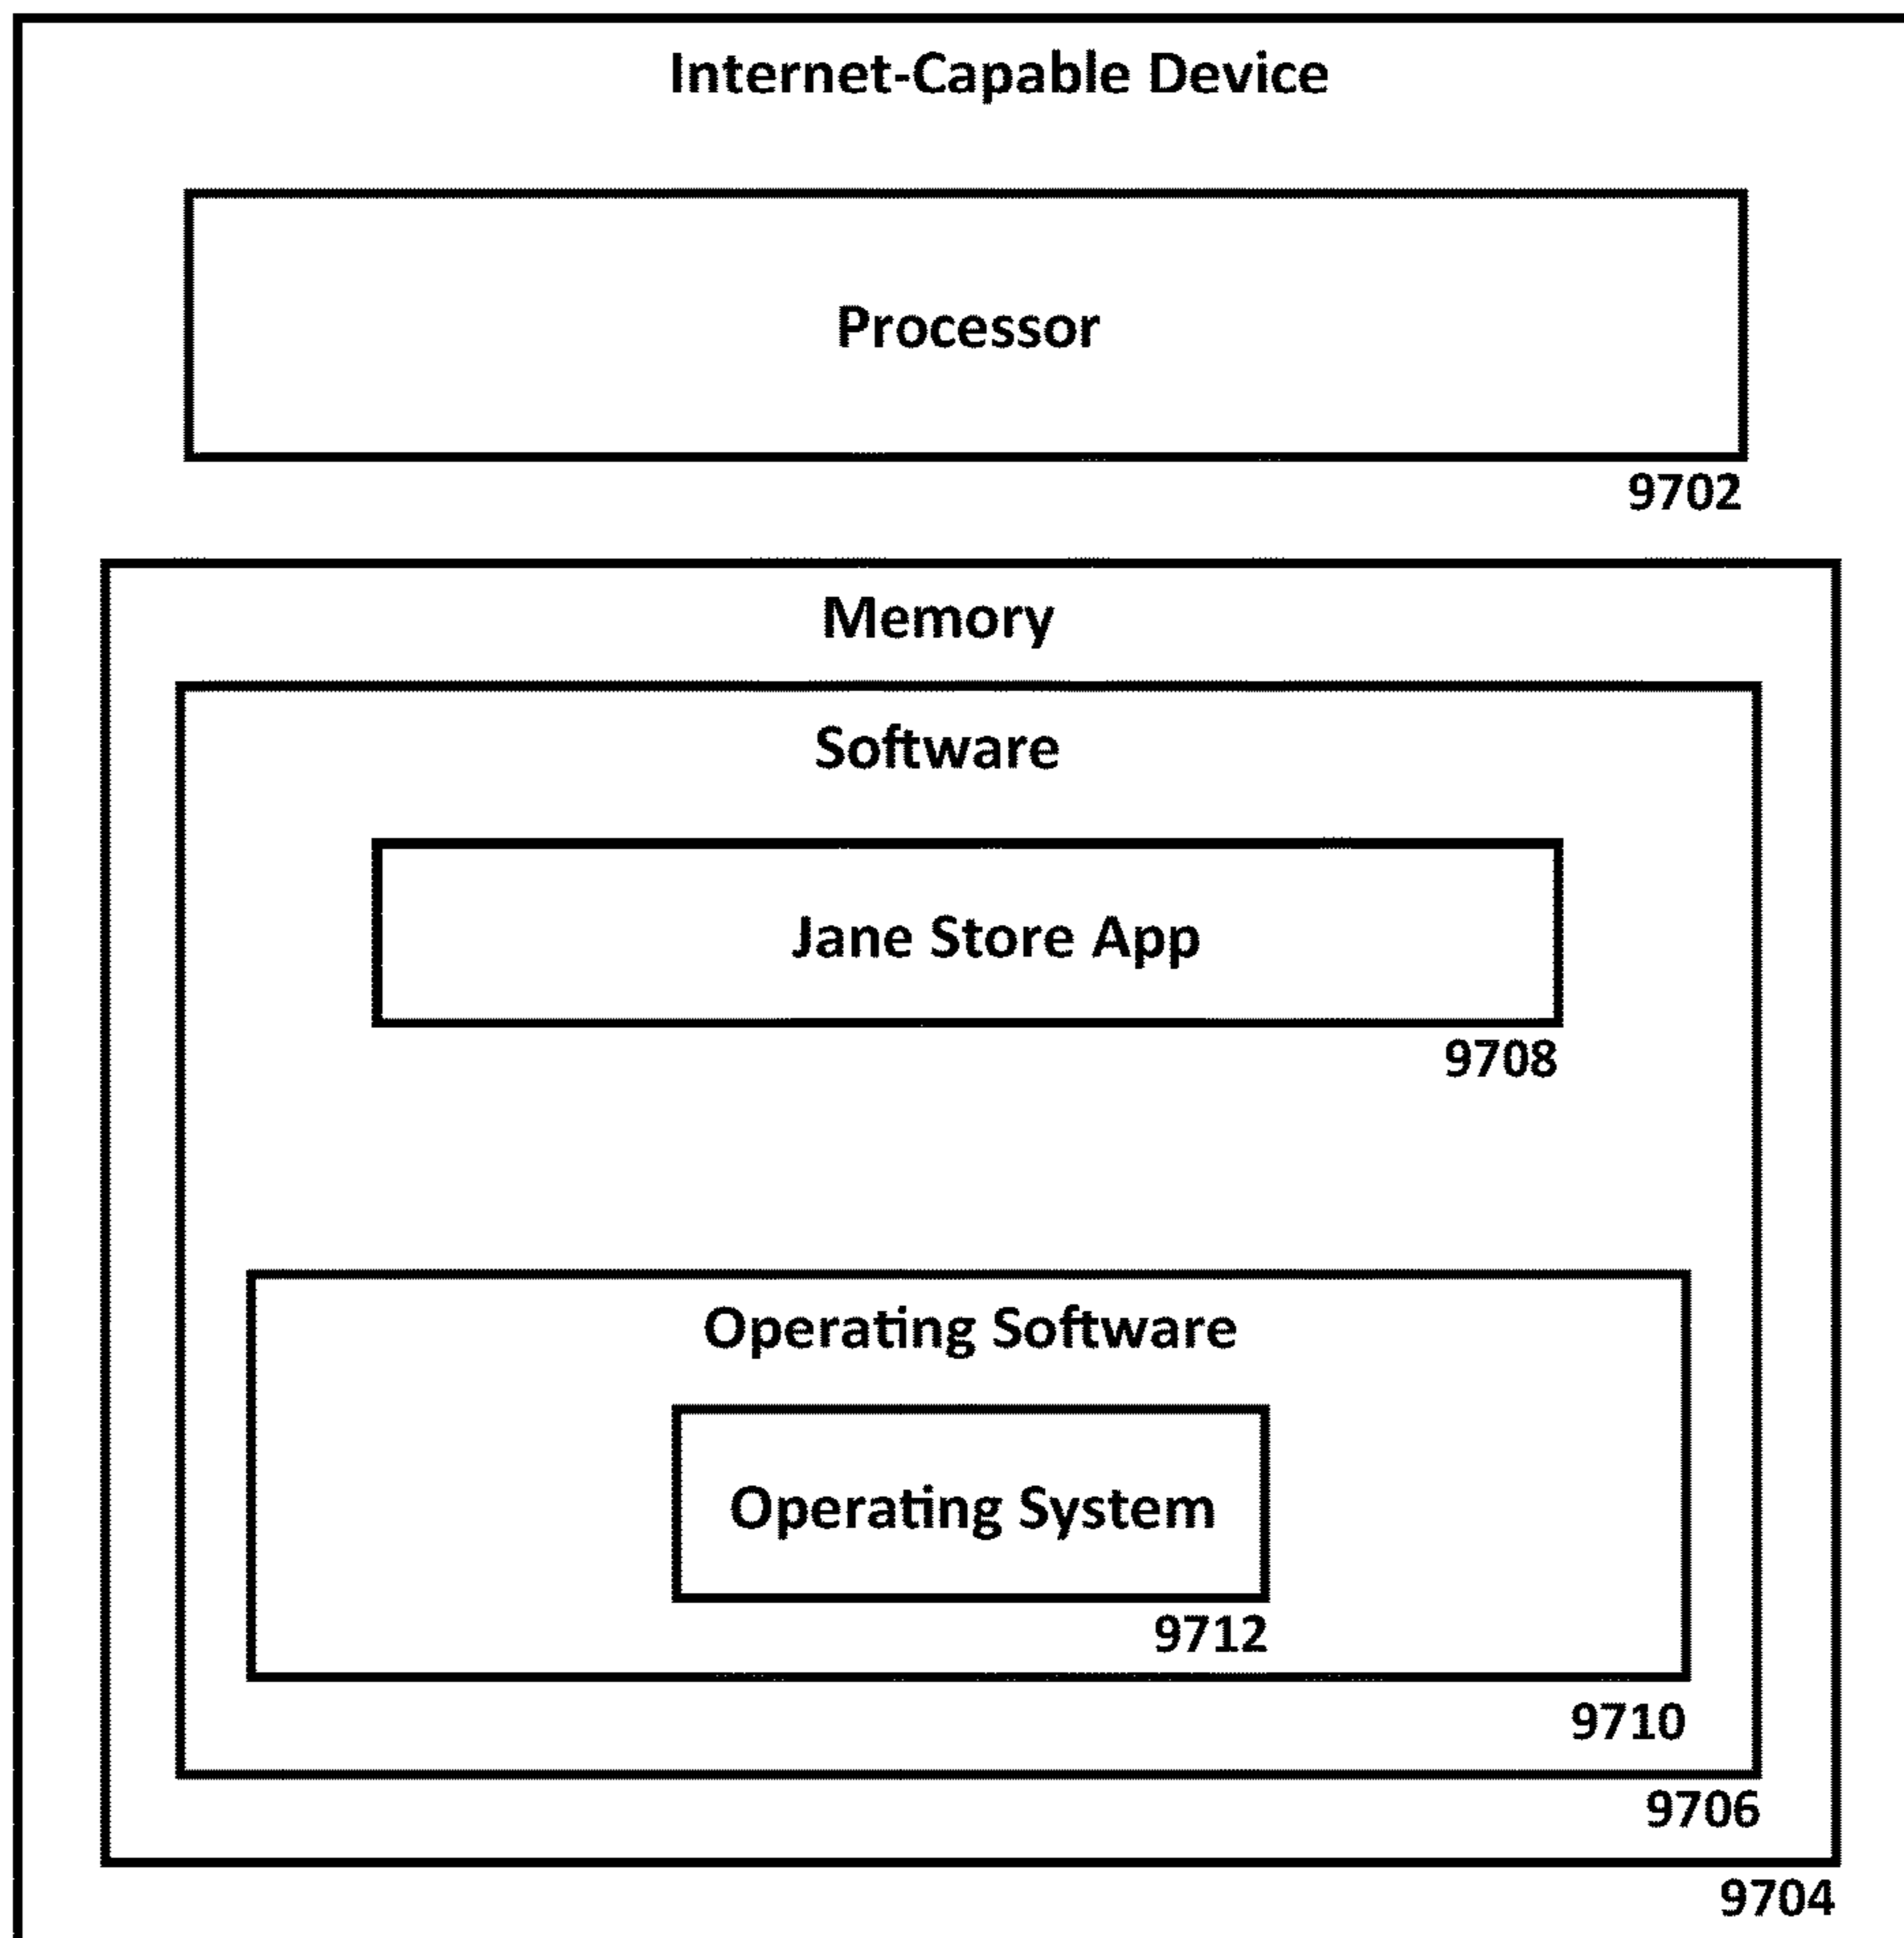 Internet-Capable Device
Processor
9702
Memory
Software
Jane Store App
9708
Operating Software
Operating System
9712
9710
9706
9704